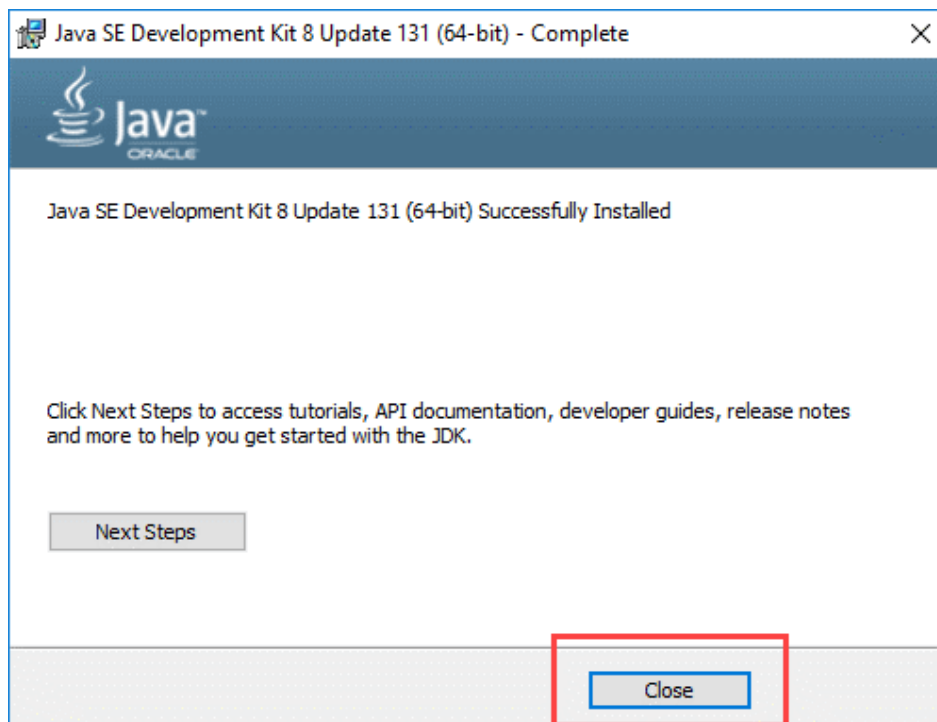 Java SE Development Kit 8 Update 131 (64-bit) - Complete
Java™
ORACLE
Java SE Development Kit 8 Update 131 (64-bit) Successfully Installed
Click Next Steps to access tutorials, API documentation, developer guides, release notes
and more to help you get started with the JDK.
Next Steps
Close